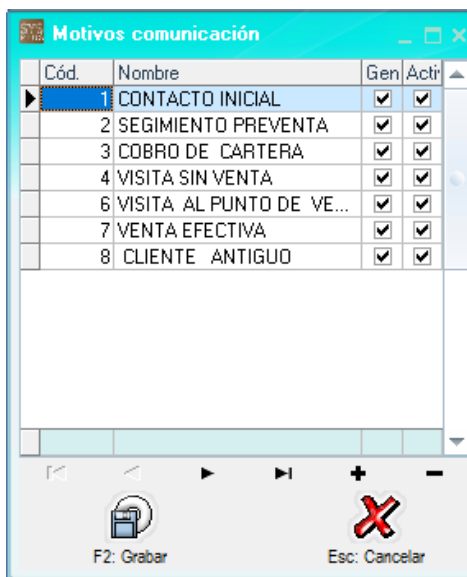 Motivos comunicación
Cód. Nombre Gen Acti
1 CONTACTO INICIAL
2 SEGIMIENTO PREVENTA
3 COBRO DE CARTERA
4 VISITA SIN VENTA
6 VISITA AL PUNTO DE VE...
7 VENTA EFECTIVA
8 CLIENTE ANTIGUO
F2: Grabar Esc: Cancelar